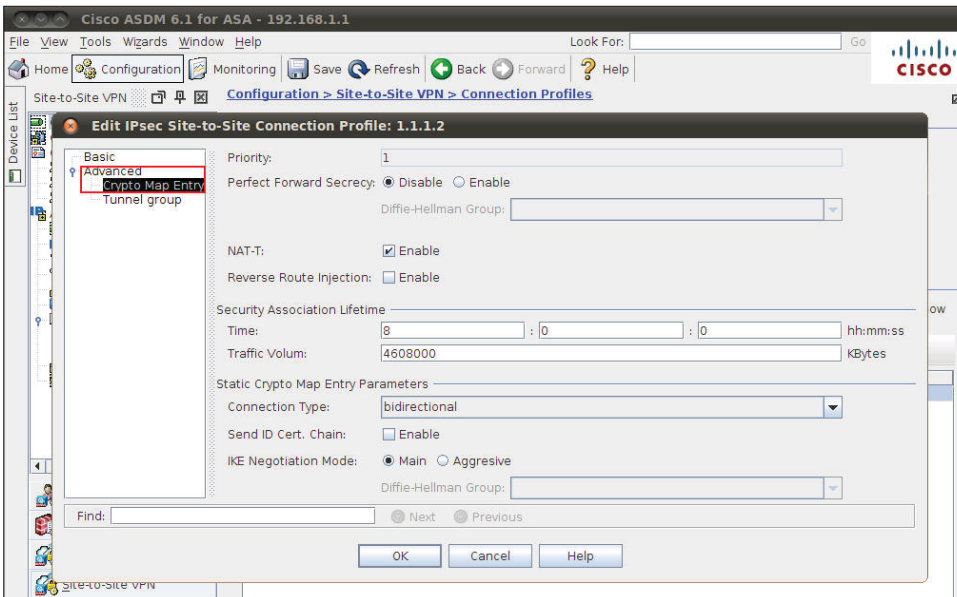 Cisco ASDM 6.1 for ASA - 192.168.1.1
File View Tools Wizards Window Help Look For: Go
Home Configuration Monitoring Save Refresh Back Forward Help
CISCO
Device List
Site-to-Site VPN Configuration > Site-to-Site VPN > Connection Profiles
Edit IPsec Site-to-Site Connection Profile: 1.1.1.2
Basic
Advanced
Crypto Map Entry
Tunnel group
Priority: 1
Perfect Forward Secrecy: Disable Enable
Diffie-Hellman Group:
NAT-T: Enable
Reverse Route Injection: Enable
Security Association Lifetime
Time: 8 : 0 : 0 hh:mm:ss
Traffic Volum: 4608000 KBytes
Static Crypto Map Entry Parameters
Connection Type: bidirectional
Send ID Cert. Chain: Enable
IKE Negotiation Mode: Main Aggresive
Diffie-Hellman Group:
Find: Next Previous
OK Cancel Help
Site-to-Site VPN
ow